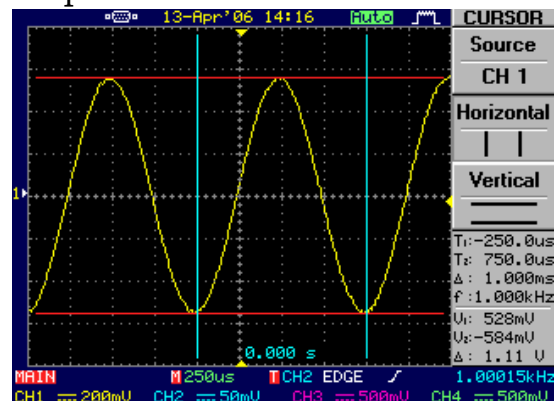 13-Apr'06 14:16 Auto CURSOR
Source
CH 1
Horizontal
Vertical
1
T1:-250.0us
T2: 750.0us
Δ: 1.000ms
f:1.000kHz
V1: 528mV
V2:-584mV
Δ: 1.11 V
0.000 s
MAIN M 250us T CH2 EDGE 1.00015kHz
CH1 200mV CH2 50mV CH3 500mV CH4 500mV